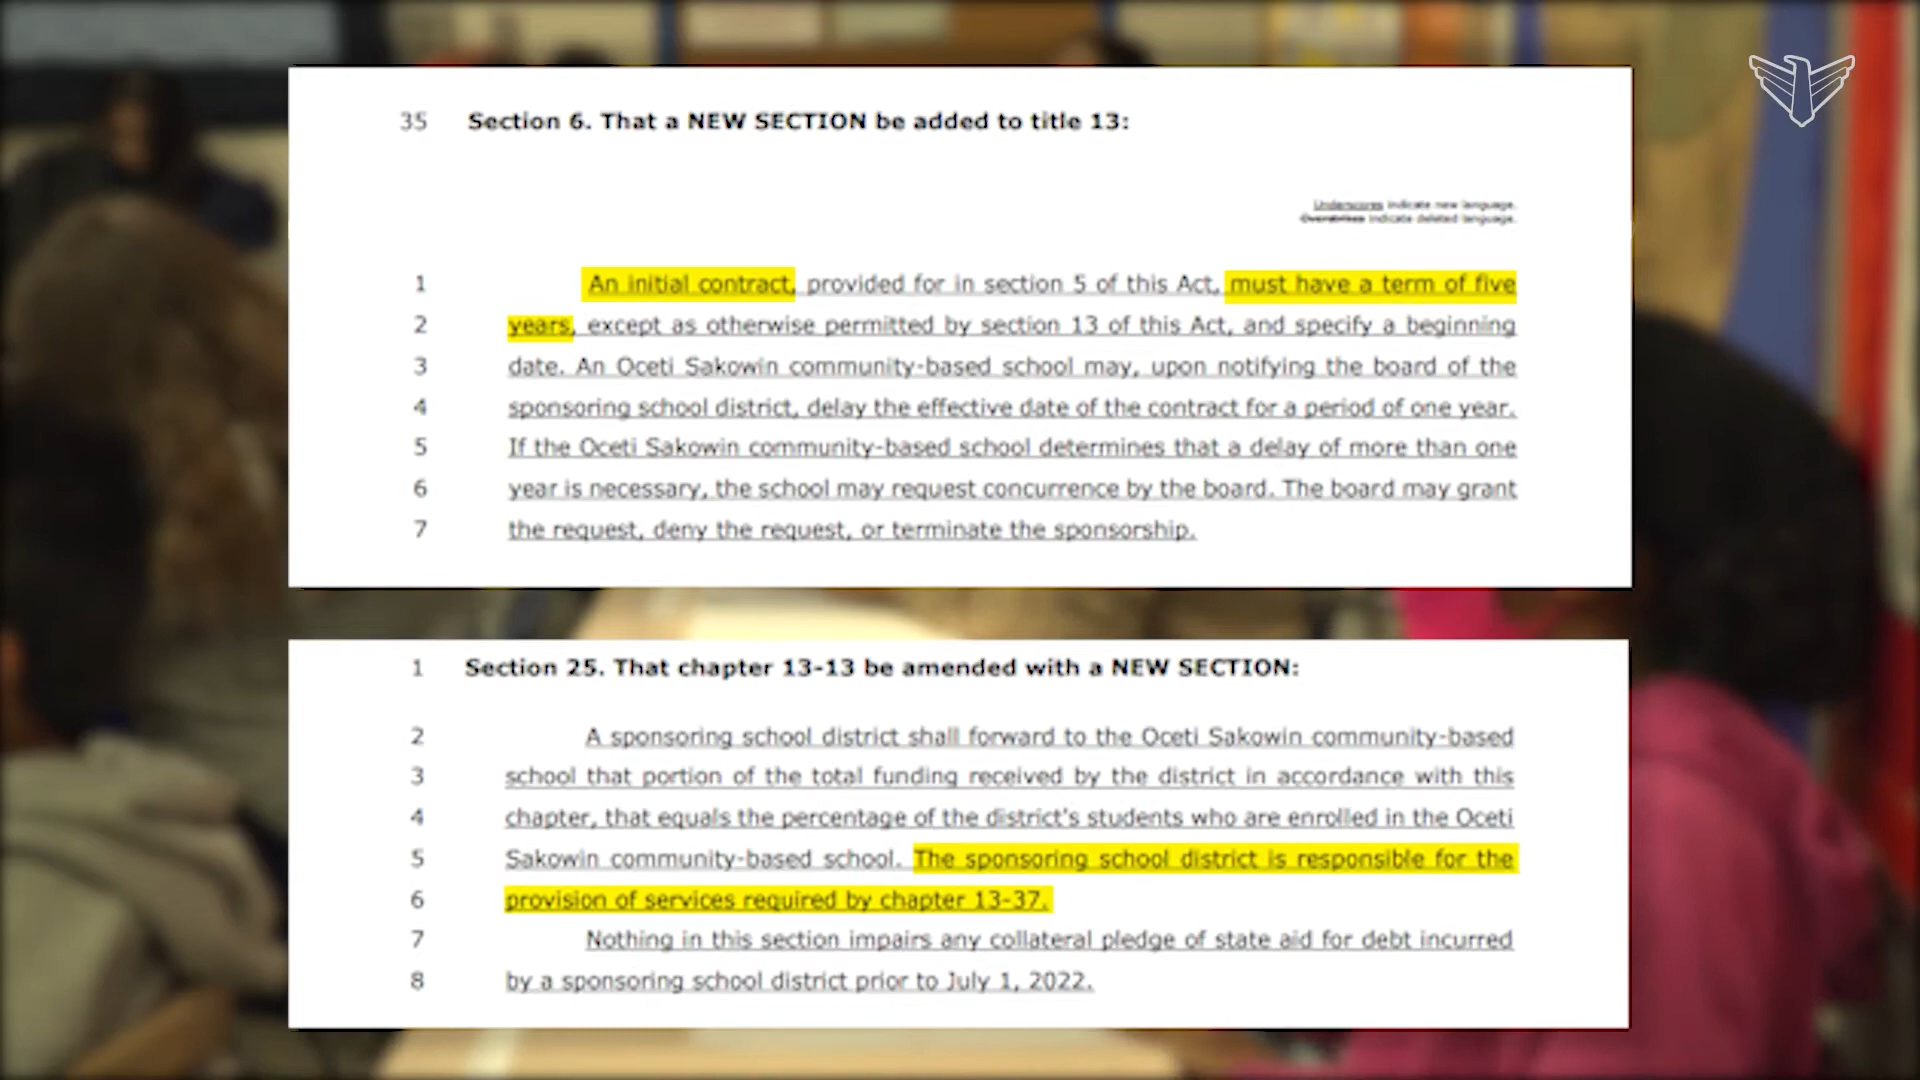 35 Section 6. That a NEW SECTION be added to title 13:
Underscores indicate new language.
Overstrikes indicate deleted language.
1 An initial contract, provided for in section 5 of this Act, must have a term of five
2 years, except as otherwise permitted by section 13 of this Act, and specify a beginning
3 date. An Oceti Sakowin community-based school may, upon notifying the board of the
4 sponsoring school district, delay the effective date of the contract for a period of one year.
5 If the Oceti Sakowin community-based school determines that a delay of more than one
6 year is necessary, the school may request concurrence by the board. The board may grant
7 the request, deny the request, or terminate the sponsorship.
1 Section 25. That chapter 13-13 be amended with a NEW SECTION:
2 A sponsoring school district shall forward to the Oceti Sakowin community-based
3 school that portion of the total funding received by the district in accordance with this
4 chapter, that equals the percentage of the district's students who are enrolled in the Oceti
5 Sakowin community-based school. The sponsoring school district is responsible for the
6 provision of services required by chapter 13-37.
7 Nothing in this section impairs any collateral pledge of state aid for debt incurred
8 by a sponsoring school district prior to July 1, 2022.